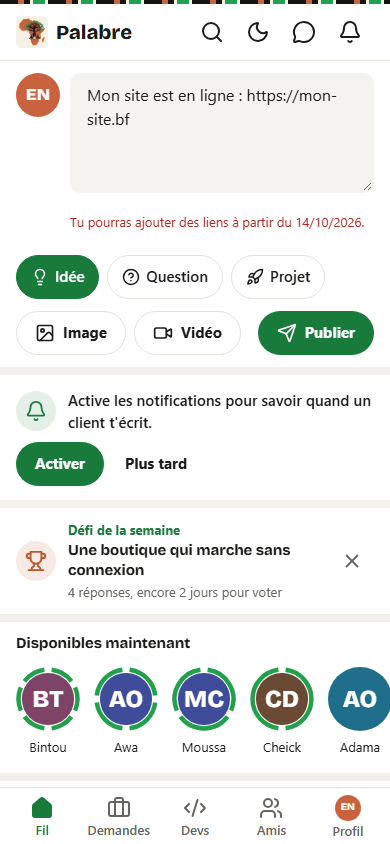 Palabre
EN
Mon site est en ligne : https://mon-
site.bf
Tu pourras ajouter des liens à partir du 14/10/2026.
Idée
Question
Projet
Image
Vidéo
Publier
Active les notifications pour savoir quand un
client t'écrit.
Activer
Plus tard
Défi de la semaine
Une boutique qui marche sans
connexion
4 réponses, encore 2 jours pour voter
Disponibles maintenant
BT
AO
MC
CD
AO
Bintou
Awa
Moussa
Cheick
Adama
EN
Fil
Demandes
Devs
Amis
Profil